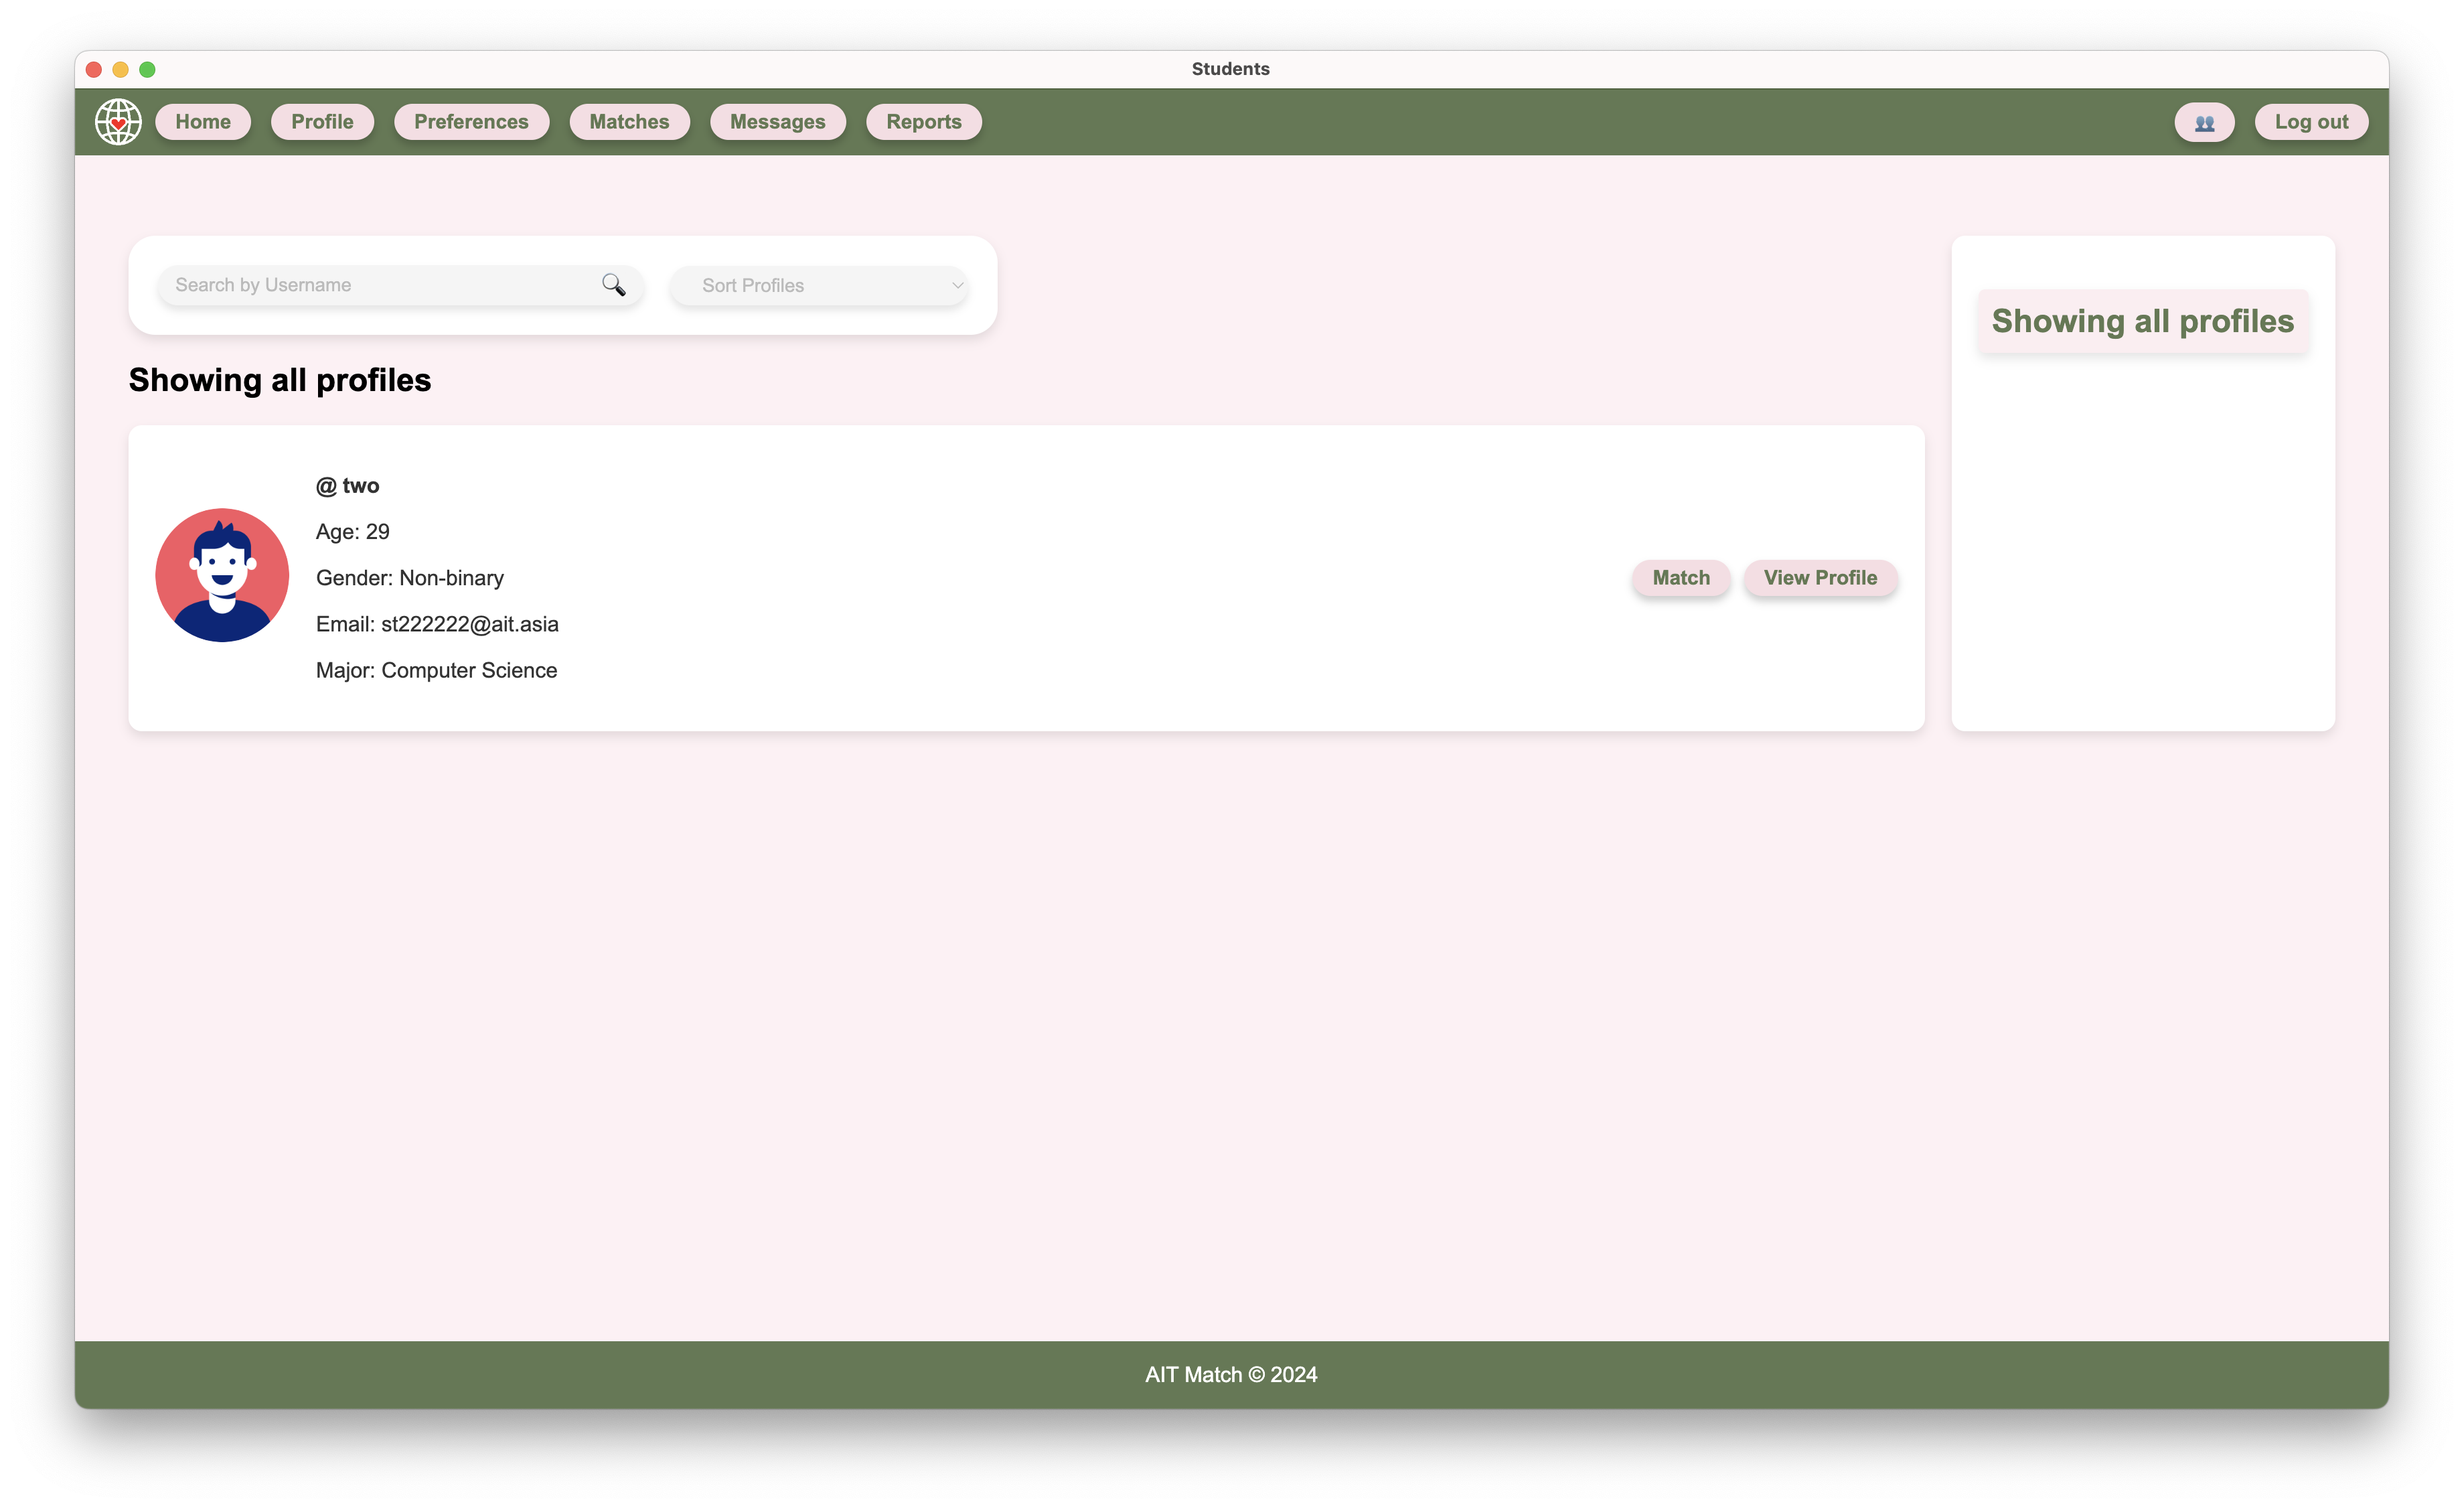 Students
Home Profile Preferences Matches Messages Reports Log out
Search by Username Sort Profiles
Showing all profiles
Showing all profiles
@ two
Age: 29
Gender: Non-binary
Email: st222222@ait.asia
Major: Computer Science
Match View Profile
AIT Match © 2024